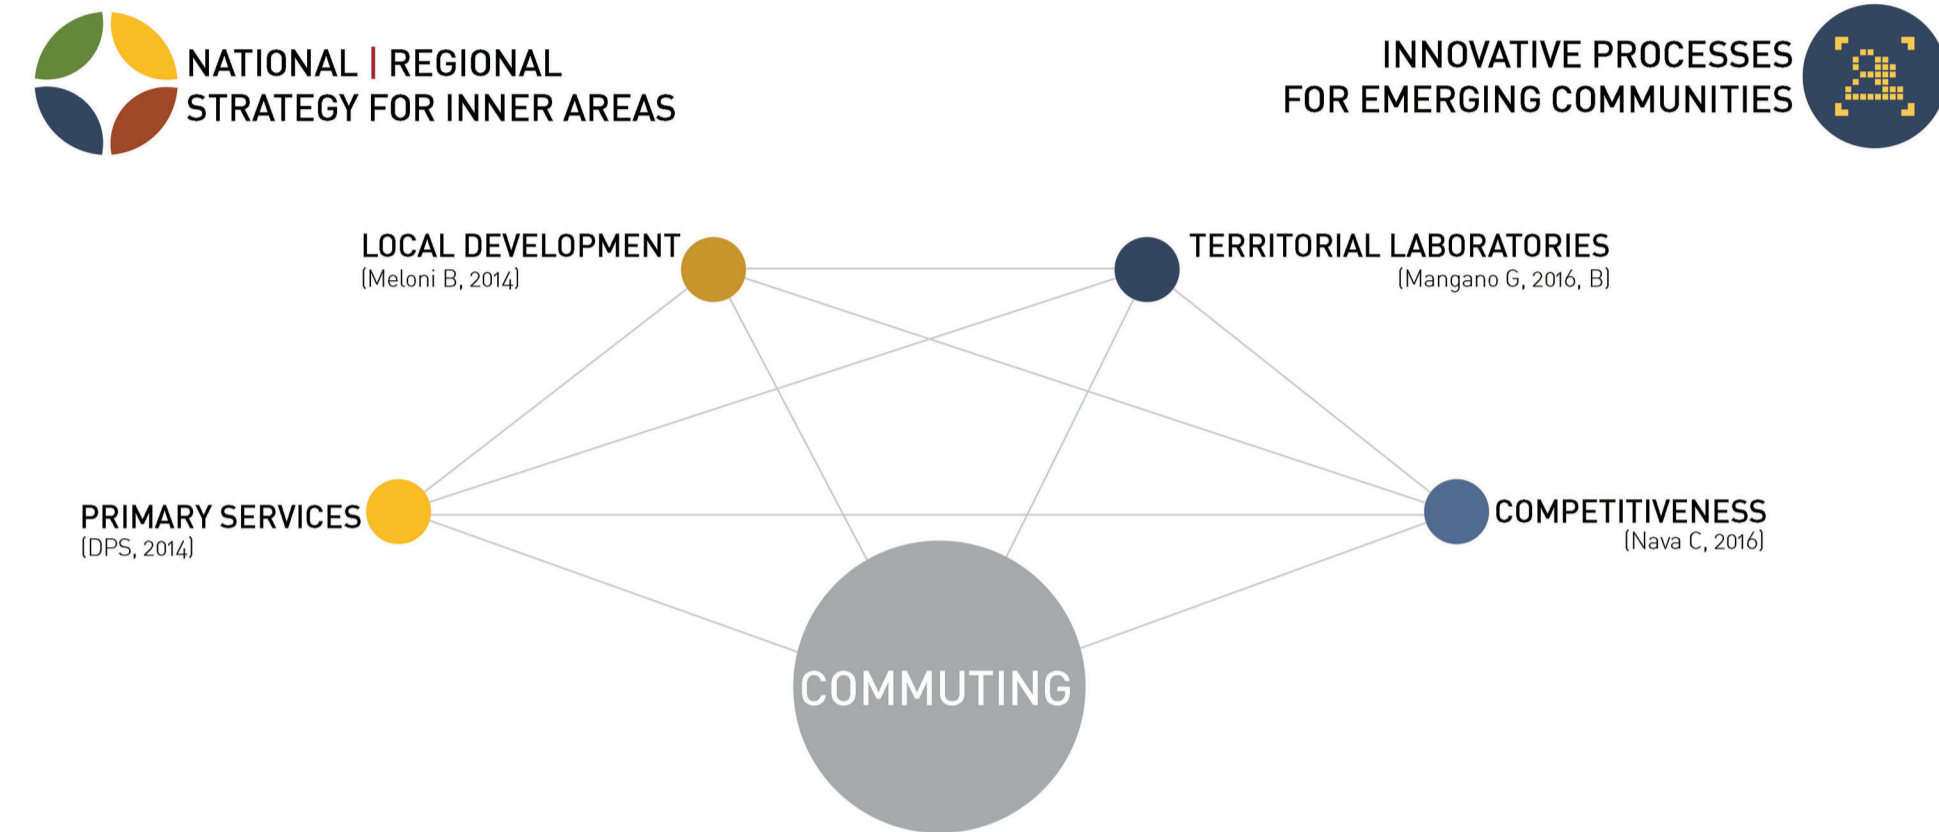 NATIONAL | REGIONAL
STRATEGY FOR INNER AREAS
INNOVATIVE PROCESSES
FOR EMERGING COMMUNITIES
LOCAL DEVELOPMENT
(Meloni B, 2014)
TERRITORIAL LABORATORIES
(Mangano G, 2016, B)
PRIMARY SERVICES
(DPS, 2014)
COMPETITIVENESS
(Nava C, 2016)
COMMUTING